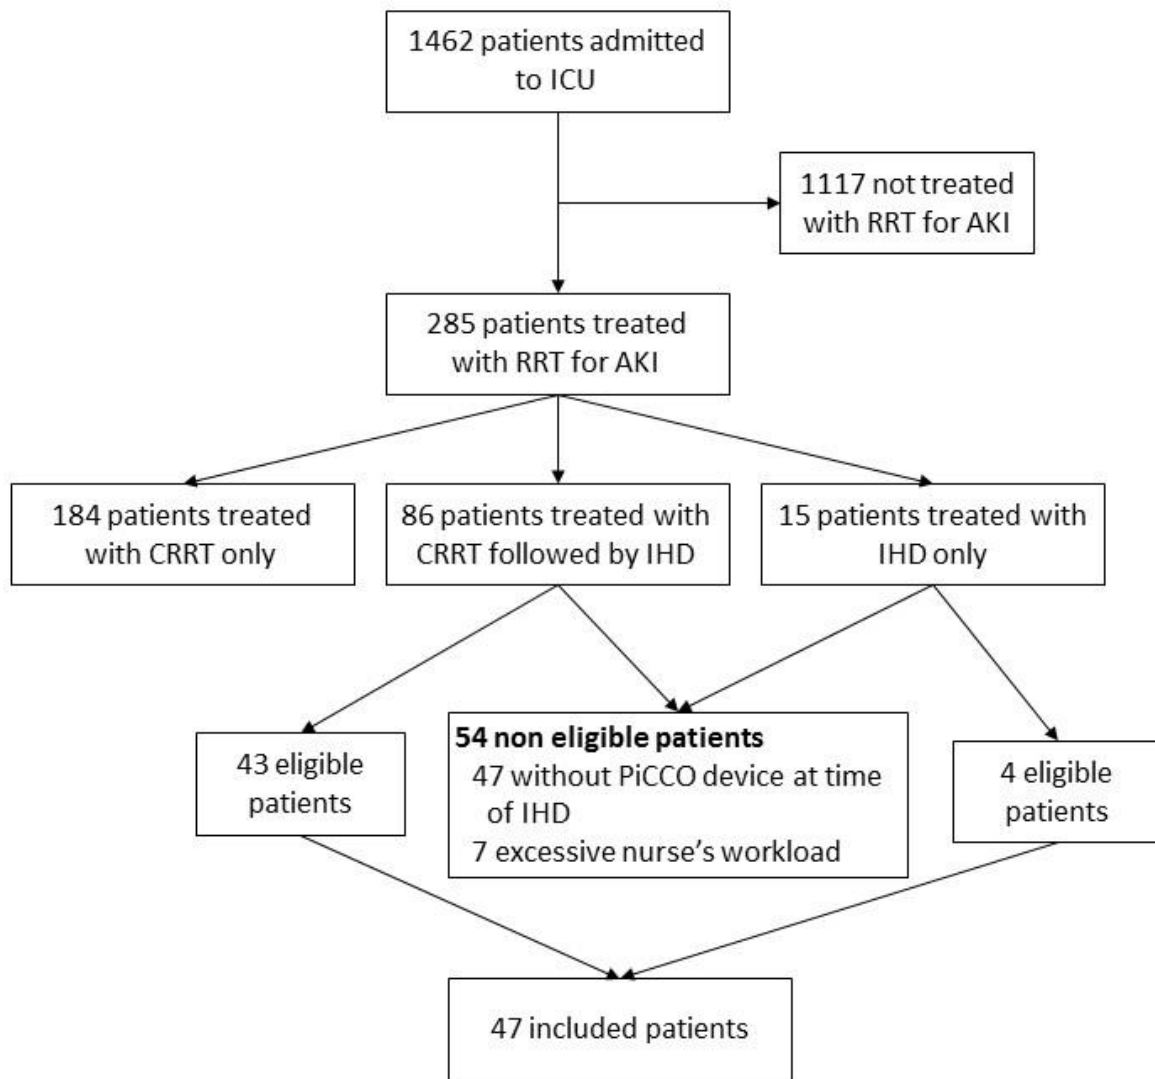 1462 patients admitted
to ICU
1117 not treated
with RRT for AKI
285 patients treated
with RRT for AKI
184 patients treated
with CRRT only
86 patients treated with
CRRT followed by IHD
15 patients treated with
IHD only
43 eligible
patients
54 non eligible patients
47 without PiCCO device at time
of IHD
7 excessive nurse’s workload
4 eligible
patients
47 included patients